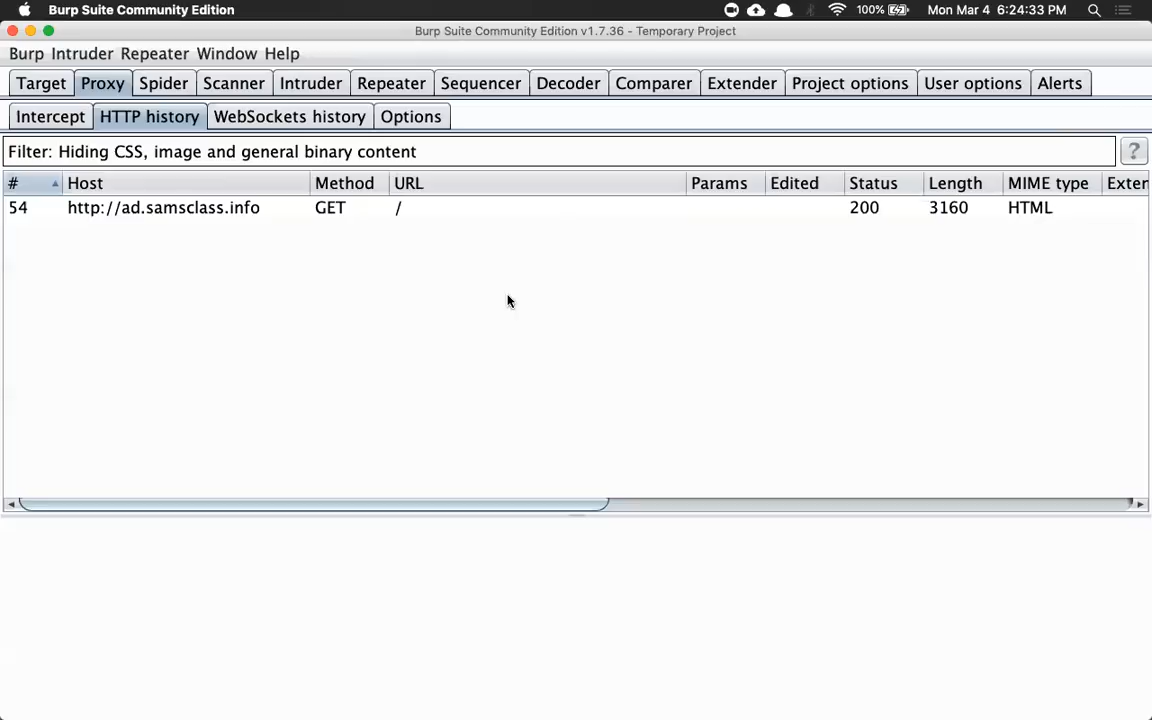 Burp Suite Community Edition 100% Mon Mar 4 6:24:33 PM
Burp Suite Community Edition v1.7.36 - Temporary Project
Burp Intruder Repeater Window Help
Target Proxy Spider Scanner Intruder Repeater Sequencer Decoder Comparer Extender Project options User options Alerts
Intercept HTTP history WebSockets history Options
Filter: Hiding CSS, image and general binary content ?
# Host Method URL Params Edited Status Length MIME type Exter
54 http://ad.samsclass.info GET / 200 3160 HTML